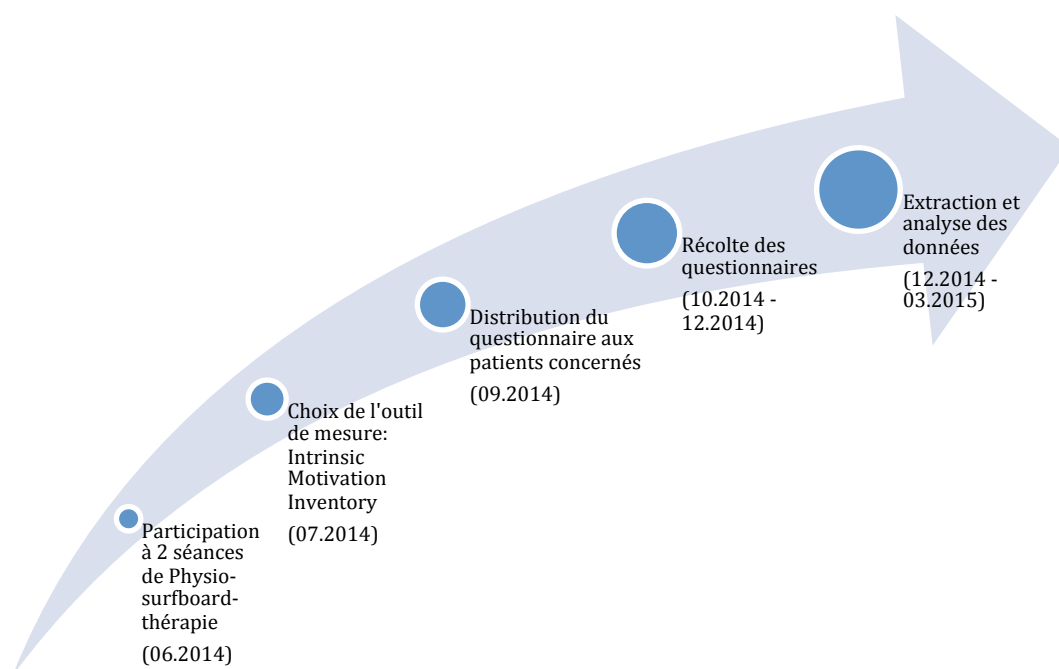 Participation
à 2 séances
de Physio-
surfboard-
thérapie
(06.2014)
Choix de l'outil
de mesure:
Intrinsic
Motivation
Inventory
(07.2014)
Distribution du
questionnaire aux
patients concernés
(09.2014)
Récolte des
questionnaires
(10.2014 -
12.2014)
Extraction et
analyse des
données
(12.2014 -
03.2015)